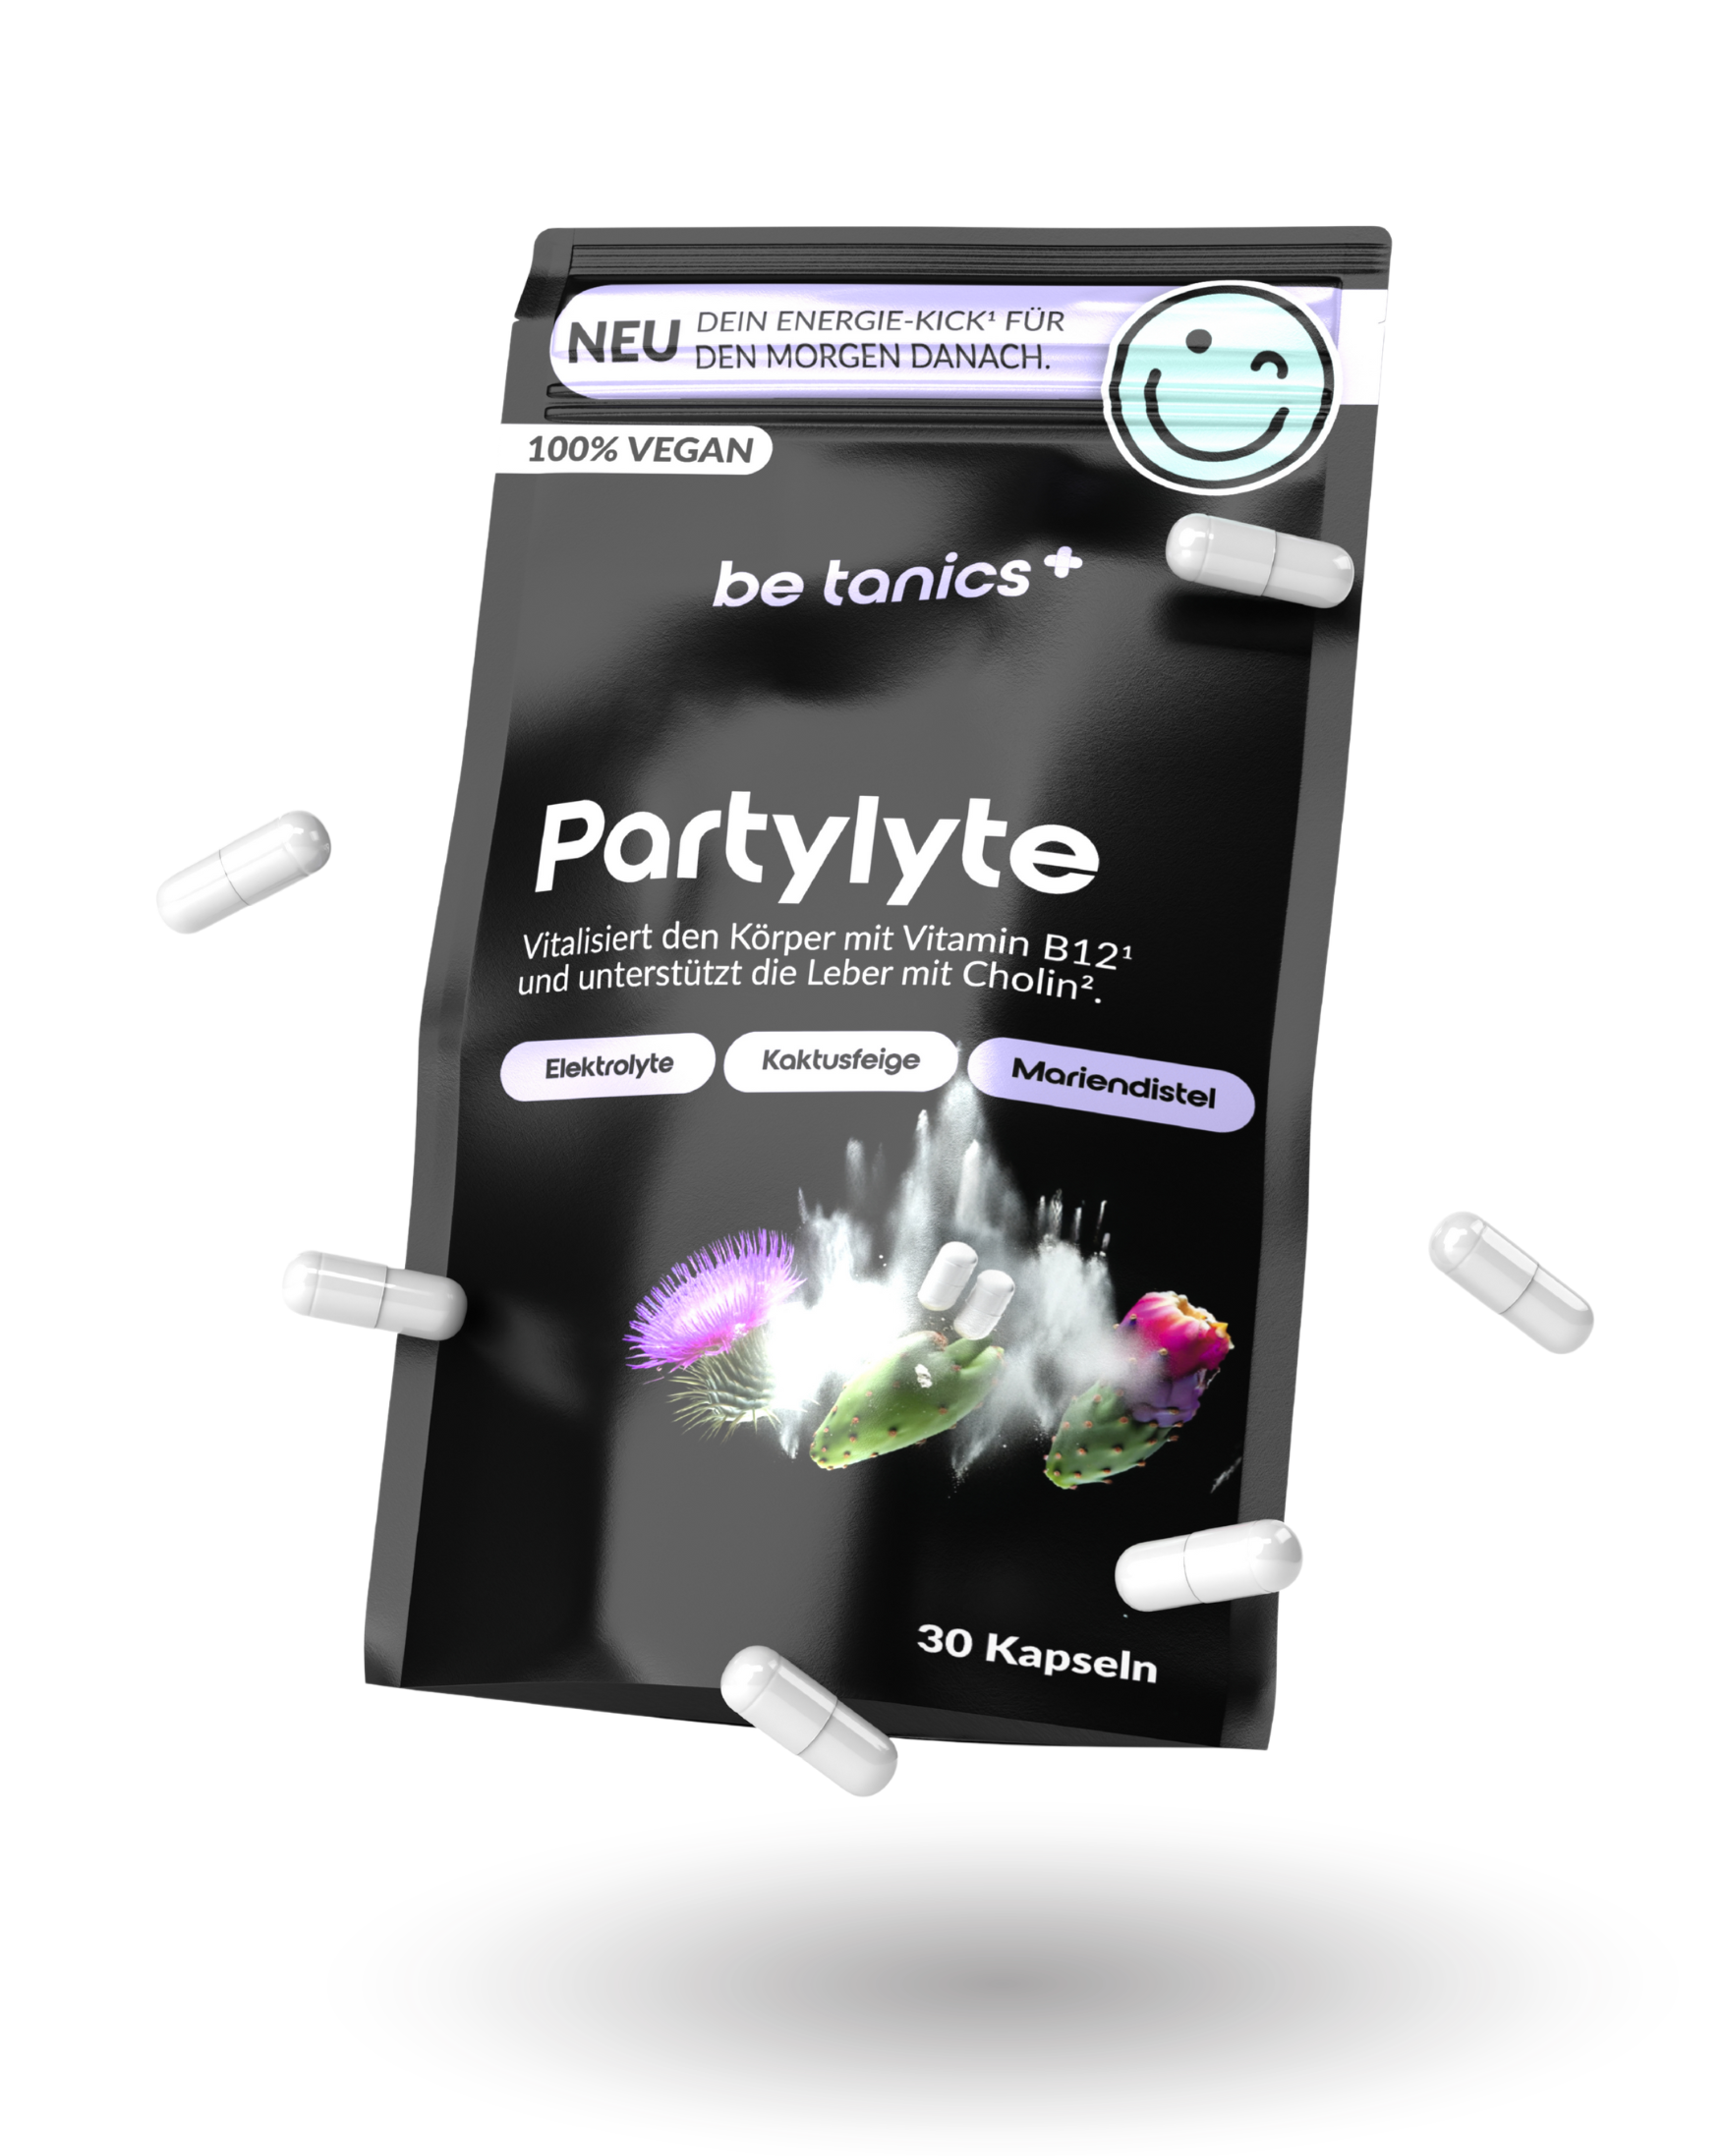 NEU
DEIN ENERGIE-KICK¹ FÜR
DEN MORGEN DANACH.
100% VEGAN
be tanics+
Partylyte
Vitalisiert den Körper mit Vitamin B12¹
und unterstützt die Leber mit Cholin².
Elektrolyte
Kaktusfeige
Mariendistel
30 Kapseln